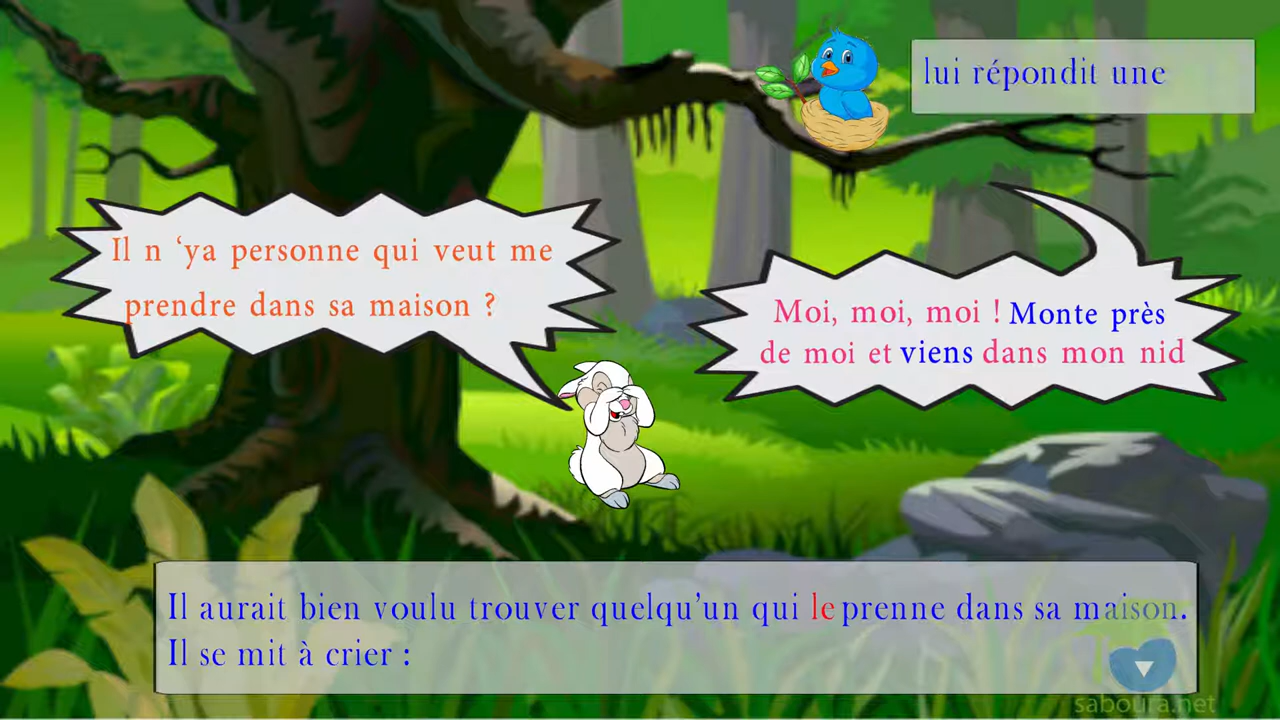 lui répondit une
Il n ‘ya personne qui veut me
prendre dans sa maison ?
Moi, moi, moi ! Monte près
de moi et viens dans mon nid
Il aurait bien voulu trouver quelqu’un qui le prenne dans sa maison.
Il se mit à crier :
saboura.net